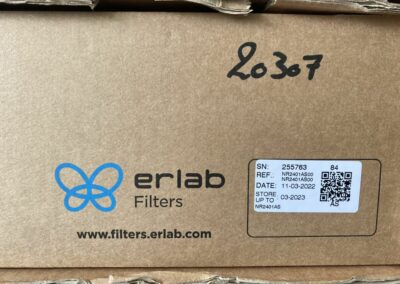 20307
erlab
Filters
www.filters.erlab.com
SN: 255763 84
REF.: NR2401AS00
NR2401AS00
DATE: 11-03-2022
STORE UP TO 03-2023
NR2401AS
AS